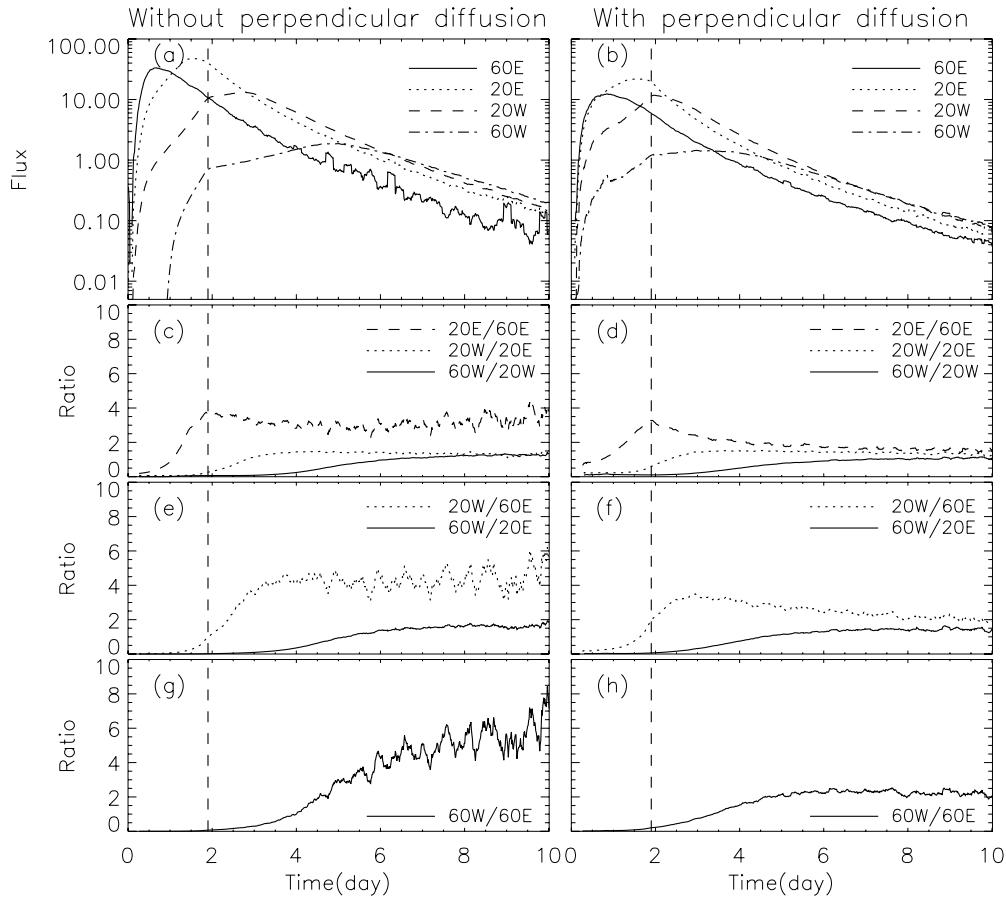 Without perpendicular diffusion
With perpendicular diffusion
(a)
60E
20E
20W
60W
100.00
10.00
1.00
0.10
0.01
Flux
(b)
60E
20E
20W
60W
(c)
20E/60E
20W/20E
60W/20W
10
8
6
4
2
0
Ratio
(d)
20E/60E
20W/20E
60W/20W
(e)
20W/60E
60W/20E
10
8
6
4
2
0
Ratio
(f)
20W/60E
60W/20E
(g)
60W/60E
10
8
6
4
2
0
Ratio
(h)
60W/60E
0 2 4 6 8 10
0 2 4 6 8 10
Time(day)
Time(day)